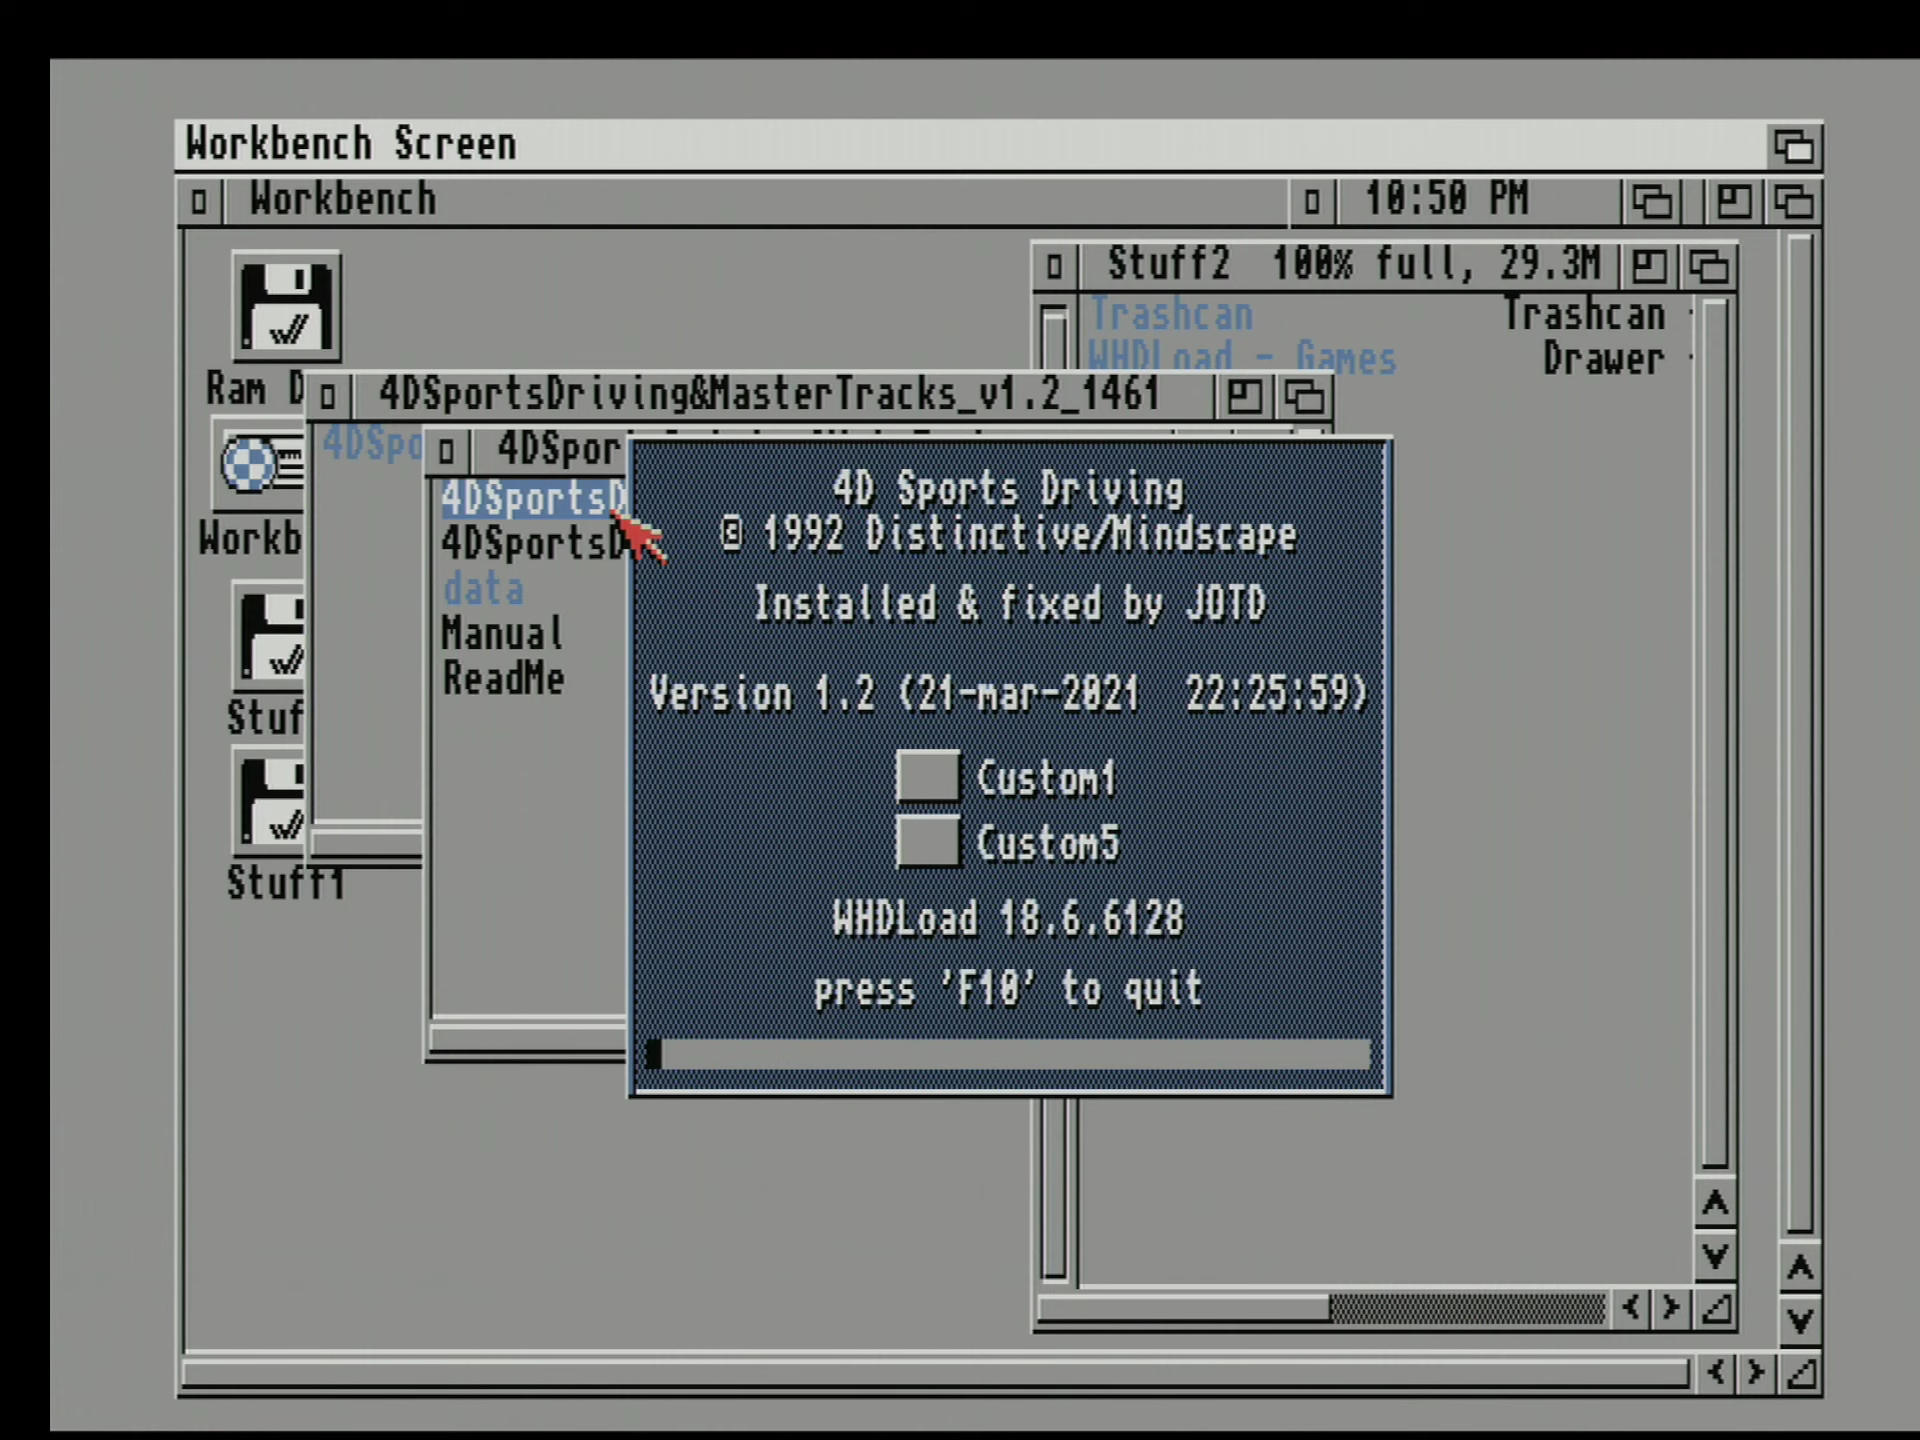 Workbench Screen
Workbench
10:50 PM
Stuff2 100% full, 29.3M
Trashcan Trashcan
WHDLoad - Games Drawer
Ram D
4DSportsDriving&MasterTracks_v1.2_1461
4DSpo
4DSpor
4DSportsD
4DSportsD
data
Manual
ReadMe
Workb
Stuf
Stuff1
4D Sports Driving
© 1992 Distinctive/Mindscape
Installed & fixed by JOTD
Version 1.2 (21-mar-2021 22:25:59)
Custom1
Custom5
WHDLoad 18.6.6128
press 'F10' to quit